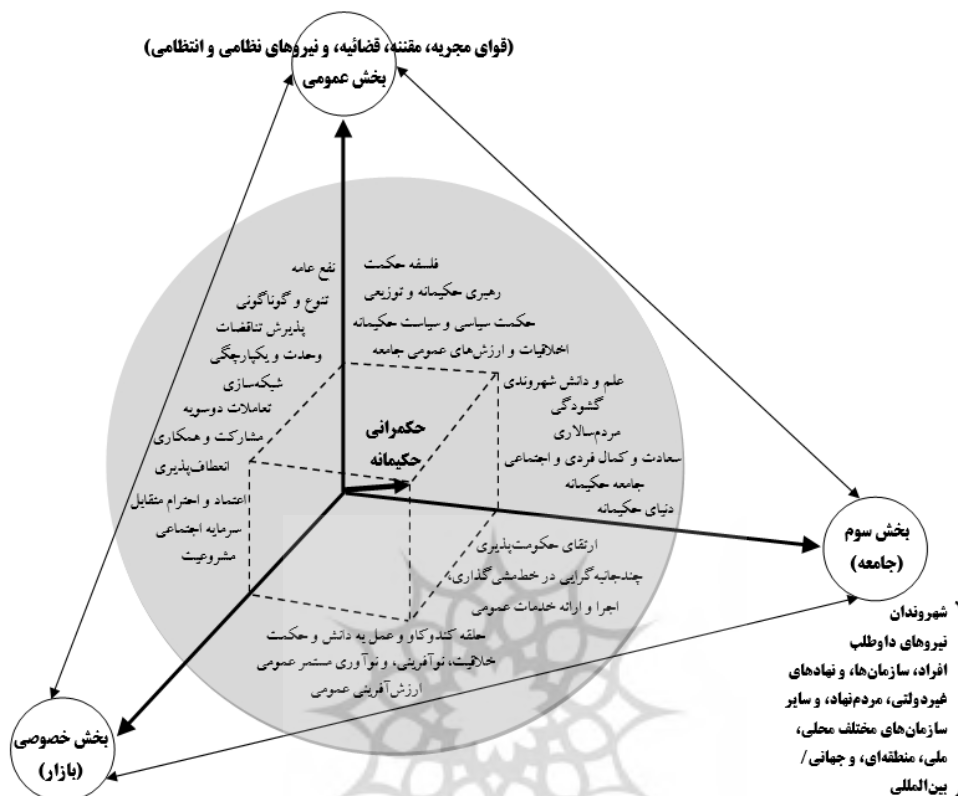 (قوای مجریه، مقننه، قضائیه، و نیروهای نظامی و انتظامی)
بخش عمومی
فلسفه حکمت
رهبری حکیمانه و توزیعی
حکمت سیاسی و سیاست حکیمانه
اخلاقیات و ارزش‌های عمومی جامعه
علم و دانش شهروندی
گشودگی
مردم‌سالاری
سعادت و کمال فردی و اجتماعی
جامعه حکیمانه
دنیای حکیمانه
نفع عامه
تنوع و گوناگونی
پذیرش تناقضات
وحدت و یکپارچگی
شبکه‌سازی
تعاملات دوسویه
مشارکت و همکاری
انعطاف‌پذیری
اعتماد و احترام متقابل
سرمایه اجتماعی
مشروعیت
حکمرانی
حکیمانه
ارتقای حکومت‌پذیری
چندجانبه‌گرایی در خط‌مشی‌گذاری،
اجرا و ارائه خدمات عمومی
حلقه کندوکاو و عمل به دانش و حکمت
خلاقیت، نوآفرینی، و نوآوری مستمر عمومی
ارزش‌آفرینی عمومی
بخش سوم
(جامعه)
شهروندان
نیروهای داوطلب
افراد، سازمان‌ها، و نهادهای
غیردولتی، مردم‌نهاد، و سایر
سازمان‌های مختلف محلی،
ملی، منطقه‌ای، و جهانی/
بین‌المللی
بخش خصوصی
(بازار)